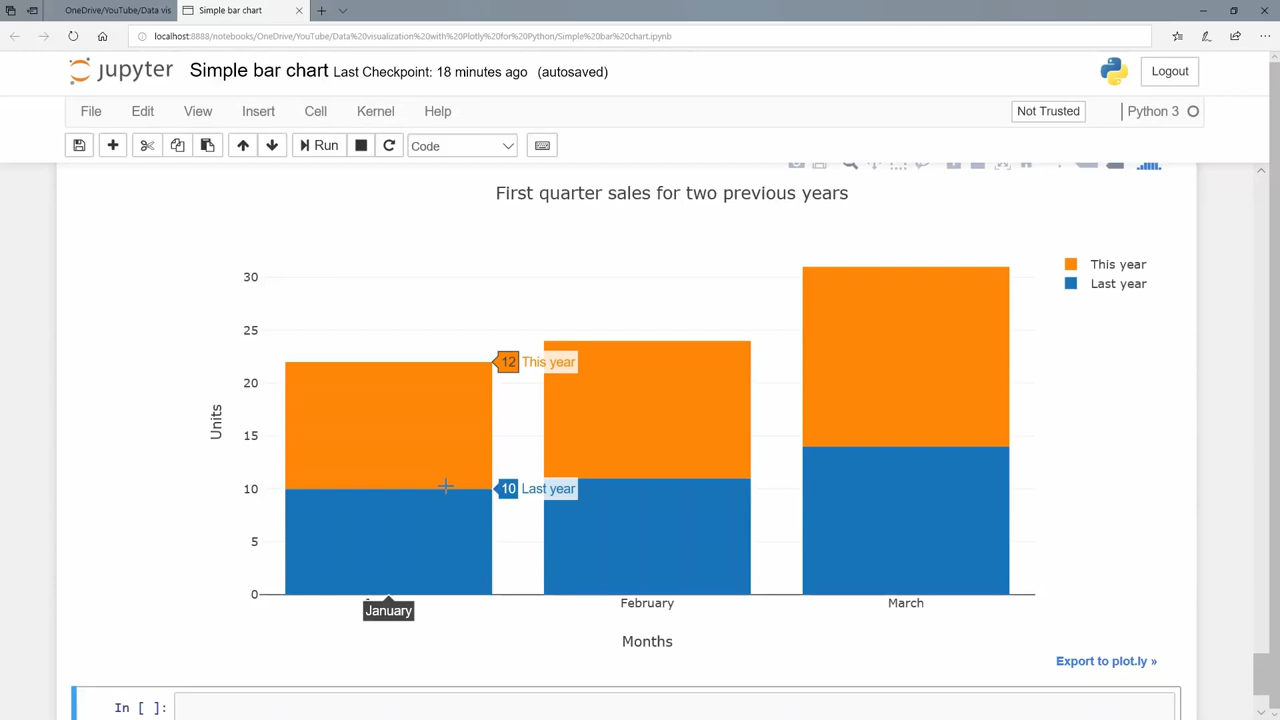 OneDrive/YouTube/Data vis
Simple bar chart
localhost:8888/notebooks/OneDrive/YouTube/Data%20visualization%20with%20Plotly%20for%20Python/Simple%20bar%20chart.ipynb
jupyter Simple bar chart Last Checkpoint: 18 minutes ago (autosaved)
Logout
File Edit View Insert Cell Kernel Help
Not Trusted
Python 3
Run
Code
First quarter sales for two previous years
This year
Last year
30
25
20
15
10
5
0
Units
12 This year
10 Last year
January
February
March
Months
Export to plot.ly »
In [ ]: